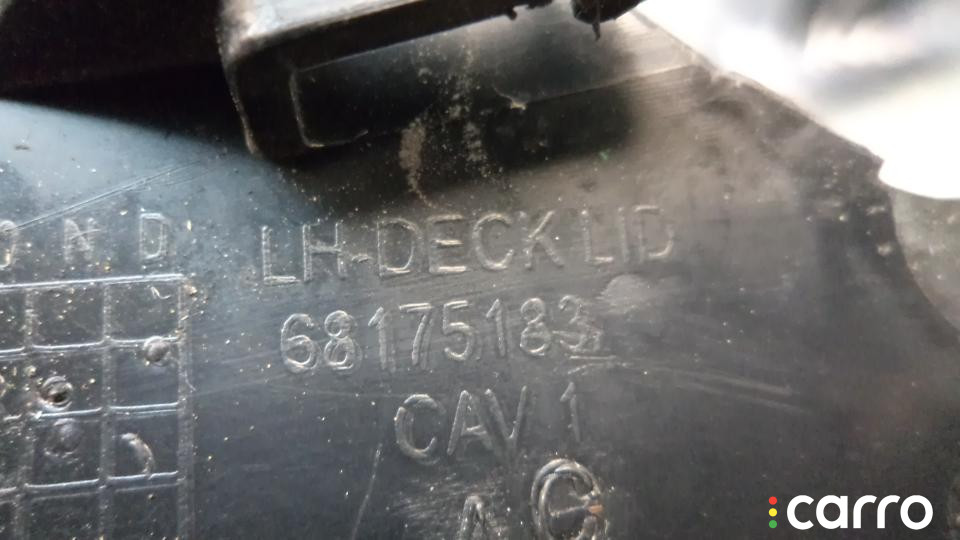 O N D
LH-DECK LID
68175183
CAV 1
A C
carro